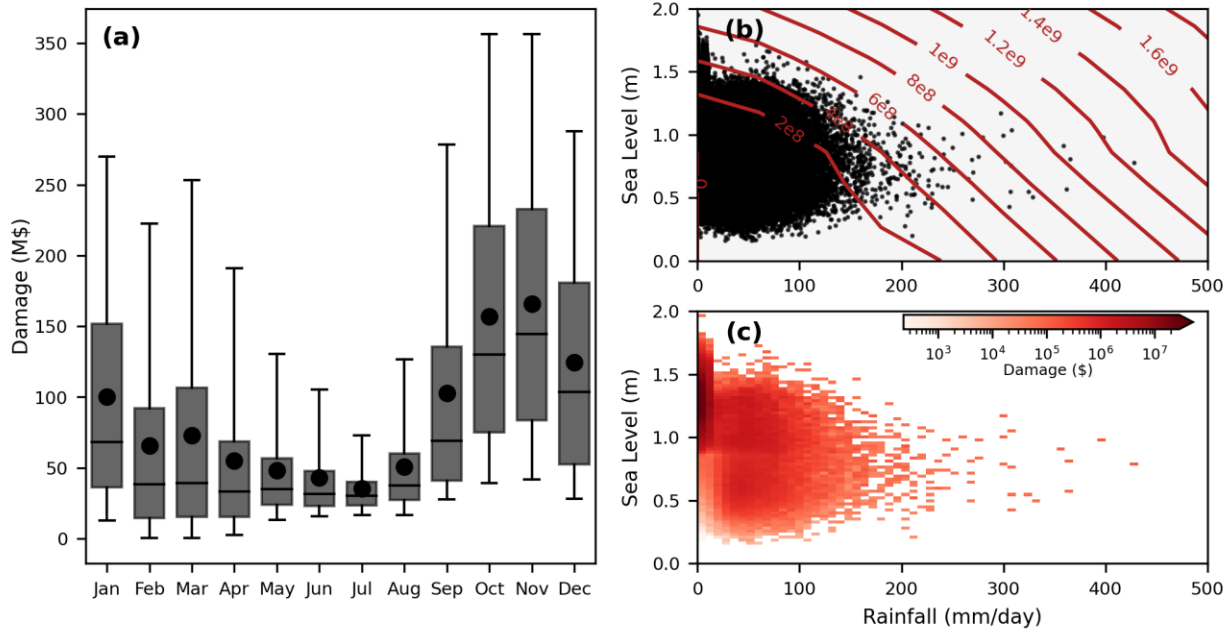 (a)
Damage (M$)
350
300
250
200
150
100
50
0
Jan Feb Mar Apr May Jun Jul Aug Sep Oct Nov Dec
(b)
Sea Level (m)
2.0
1.5
1.0
0.5
0.0
0 100 200 300 400 500
0
2e8
4e8
6e8
8e8
1e9
1.2e9
1.4e9
1.6e9
(c)
Sea Level (m)
2.0
1.5
1.0
0.5
0.0
10³ 10⁴ 10⁵ 10⁶ 10⁷
Damage ($)
0 100 200 300 400 500
Rainfall (mm/day)